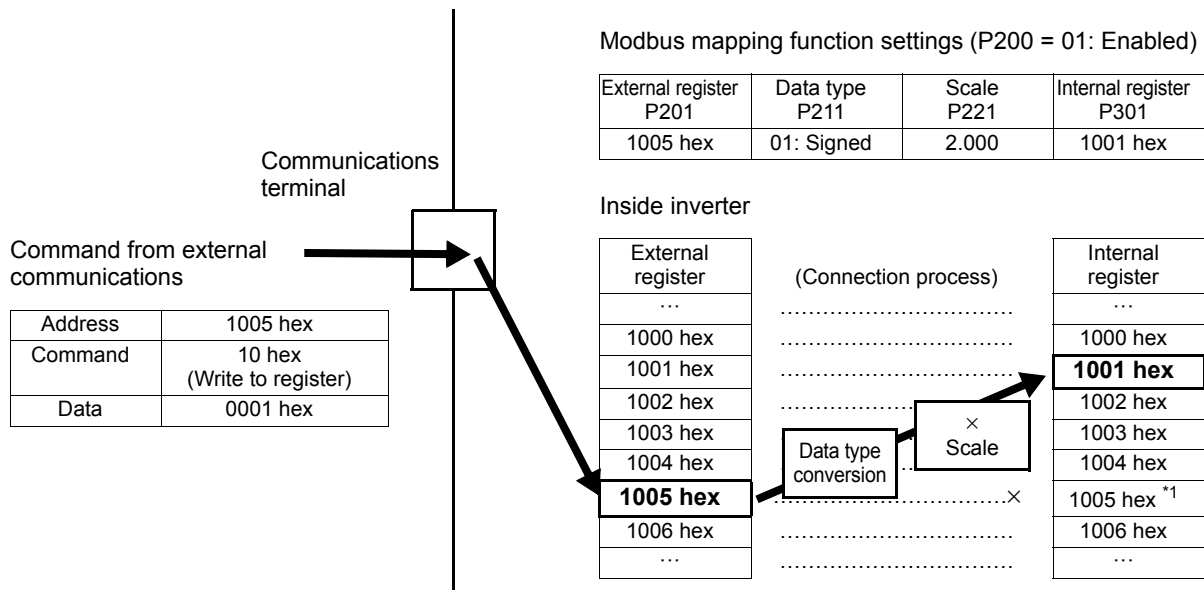 Modbus mapping function settings (P200 = 01: Enabled)
External register Data type Scale Internal register
P201 P211 P221 P301
1005 hex 01: Signed 2.000 1001 hex
Communications
terminal
Inside inverter
Command from external
communications
Address 1005 hex
Command 10 hex
(Write to register)
Data 0001 hex
External
register
(Connection process)
Internal
register
... ................................ ...
1000 hex ................................ 1000 hex
1001 hex ................................ 1001 hex
1002 hex ................................ 1002 hex
1003 hex 1003 hex
1004 hex 1004 hex
Data type
conversion
×
Scale
1005 hex ................................× 1005 hex *1
1006 hex ................................ 1006 hex
... ................................ ...